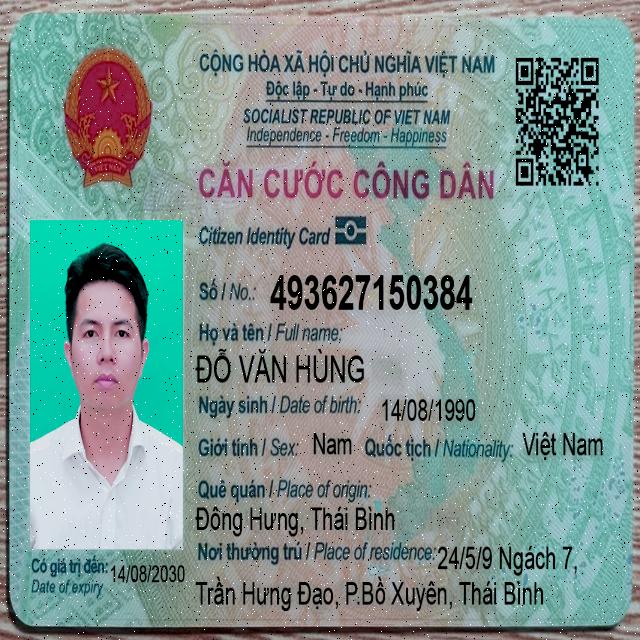 CỘNG HÒA XÃ HỘI CHỦ NGHĨA VIỆT NAM
Độc lập - Tự do - Hạnh phúc
SOCIALIST REPUBLIC OF VIET NAM
Independence - Freedom - Happiness
CĂN CƯỚC CÔNG DÂN
Citizen Identity Card
Số / No.: 493627150384
Họ và tên / Full name:
ĐỖ VĂN HÙNG
Ngày sinh / Date of birth: 14/08/1990
Giới tính / Sex: Nam Quốc tịch / Nationality: Việt Nam
Quê quán / Place of origin:
Đông Hưng, Thái Bình
Nơi thường trú / Place of residence: 24/5/9 Ngách 7,
Trần Hưng Đạo, P.Bồ Xuyên, Thái Bình
Có giá trị đến: 14/08/2030
Date of expiry